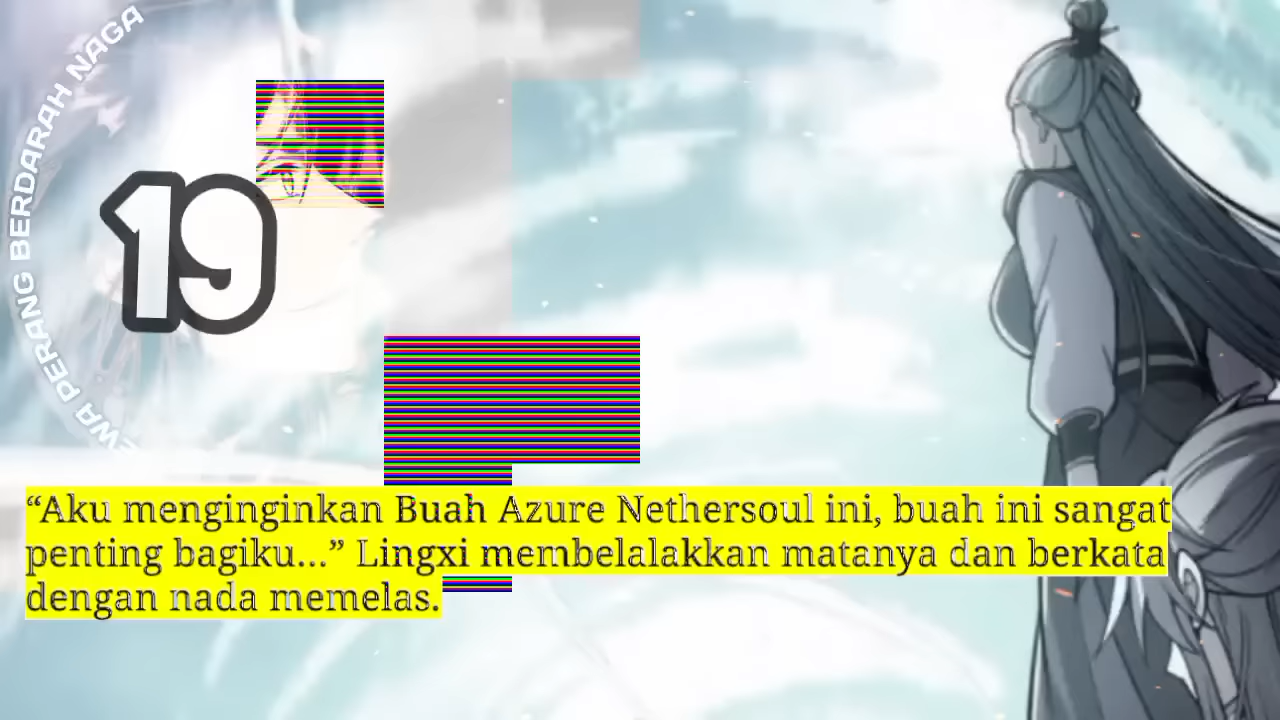 EWA PERANG BERDARAH NAGA
19
“Aku menginginkan Buah Azure Nethersoul ini, buah ini sangat
penting bagiku...” Lingxi membelalakkan matanya dan berkata
dengan nada memelas.